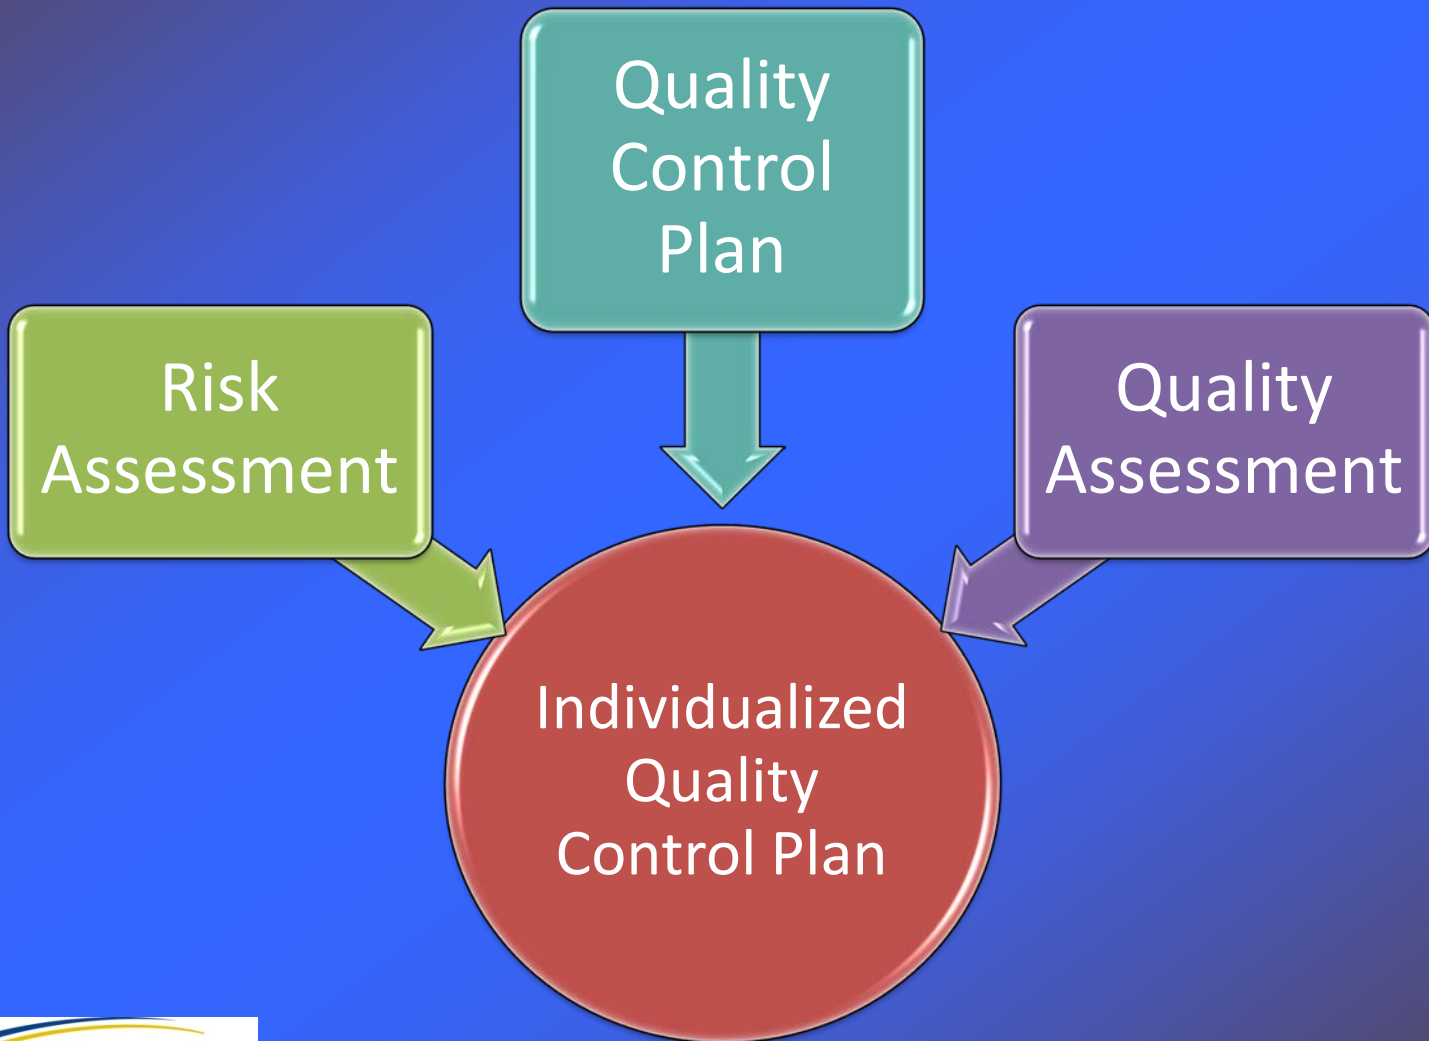 Quality
Control
Plan
Risk
Assessment
Quality
Assessment
Individualized
Quality
Control Plan